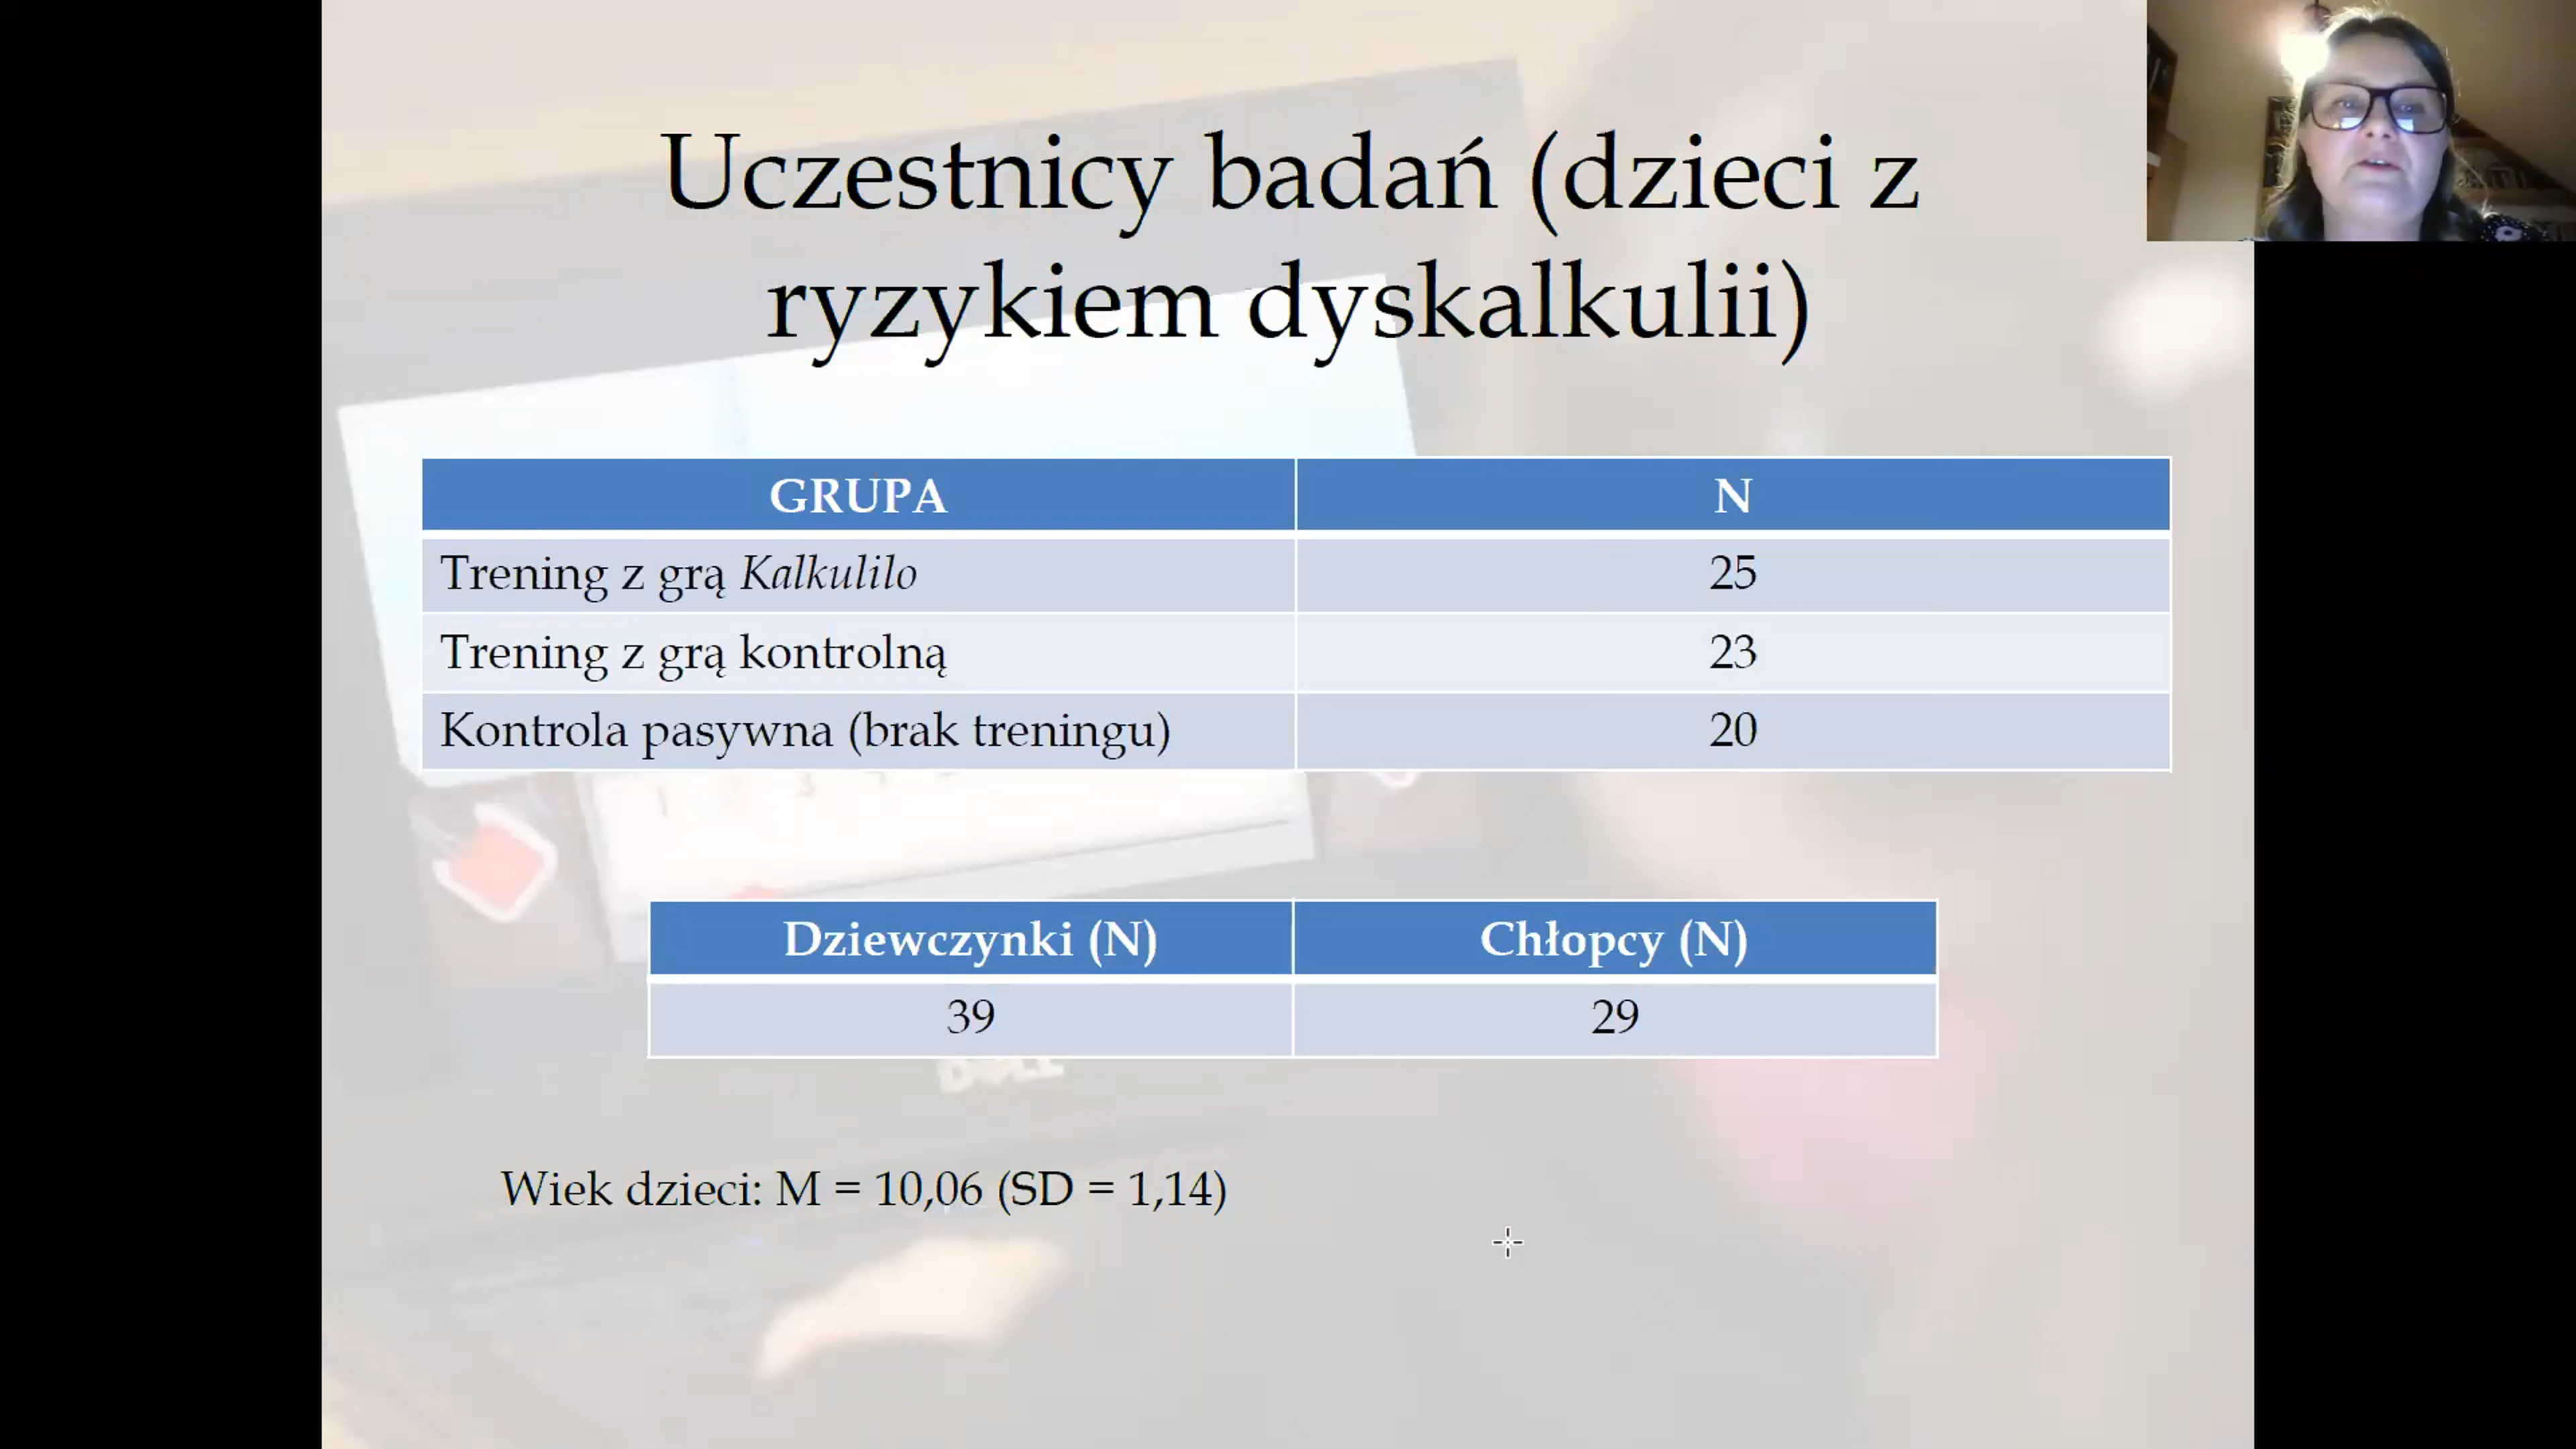 Uczestnicy badań (dzieci z
ryzykiem dyskalkulii)
GRUPA N
Trening z grą Kalkulilo 25
Trening z grą kontrolną 23
Kontrola pasywna (brak treningu) 20
Dziewczynki (N) Chłopcy (N)
39 29
DELL
Wiek dzieci: M = 10,06 (SD = 1,14)